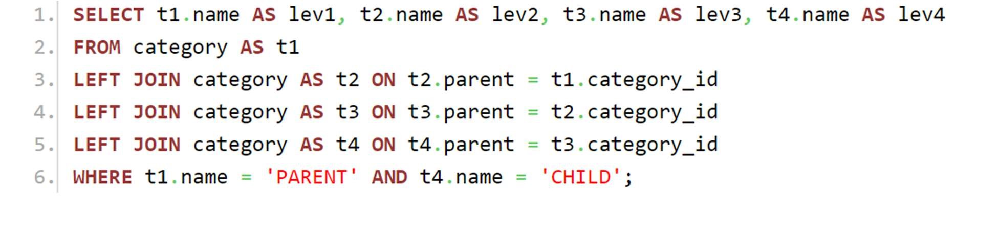 1. SELECT t1.name AS lev1, t2.name AS lev2, t3.name AS lev3, t4.name AS lev4
2. FROM category AS t1
3. LEFT JOIN category AS t2 ON t2.parent = t1.category_id
4. LEFT JOIN category AS t3 ON t3.parent = t2.category_id
5. LEFT JOIN category AS t4 ON t4.parent = t3.category_id
6. WHERE t1.name = 'PARENT' AND t4.name = 'CHILD';